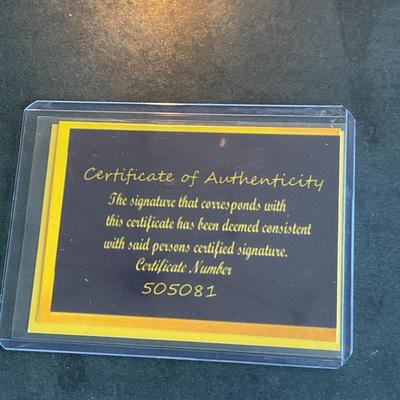 Certificate of Authenticity
The signature that corresponds with
this certificate has been deemed consistent
with said persons certified signature.
Certificate Number
505081